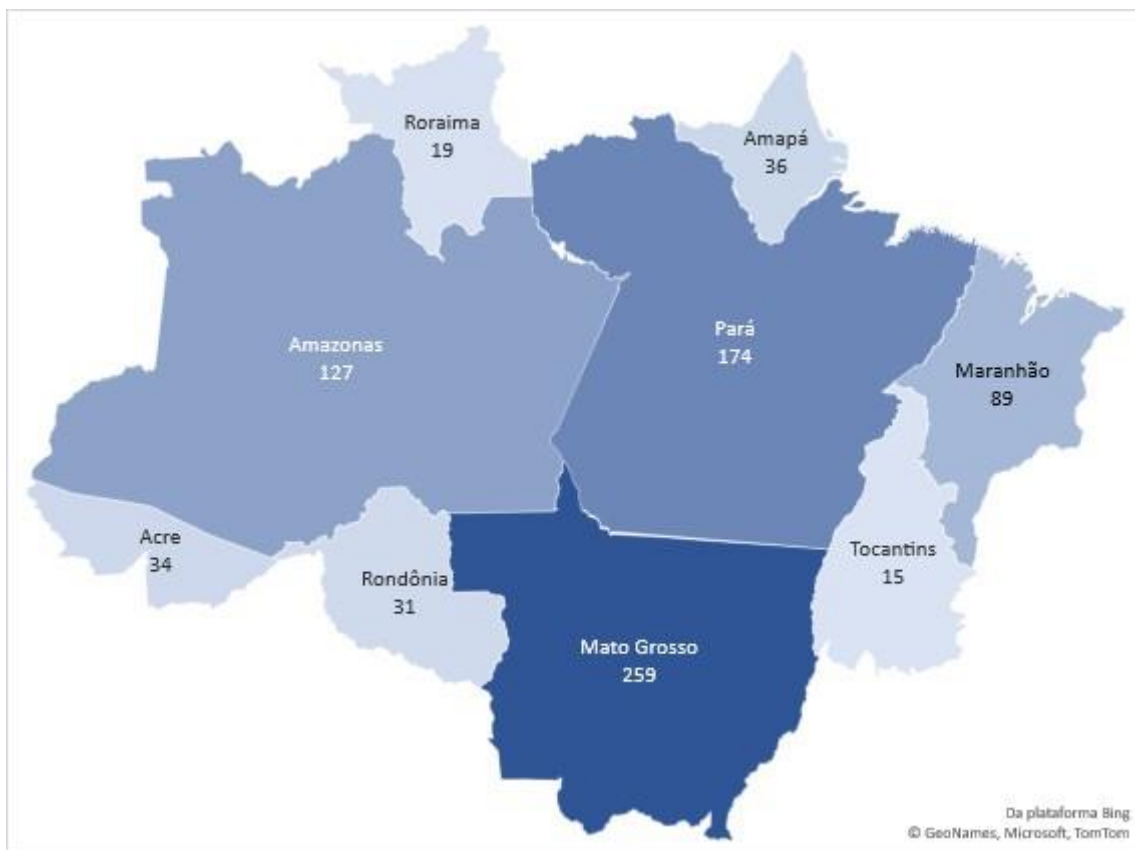 Roraima
19
Amapá
36
Amazonas
127
Pará
174
Maranhão
89
Acre
34
Rondônia
31
Tocantins
15
Mato Grosso
259
Da plataforma Bing
© GeoNames, Microsoft, TomTom